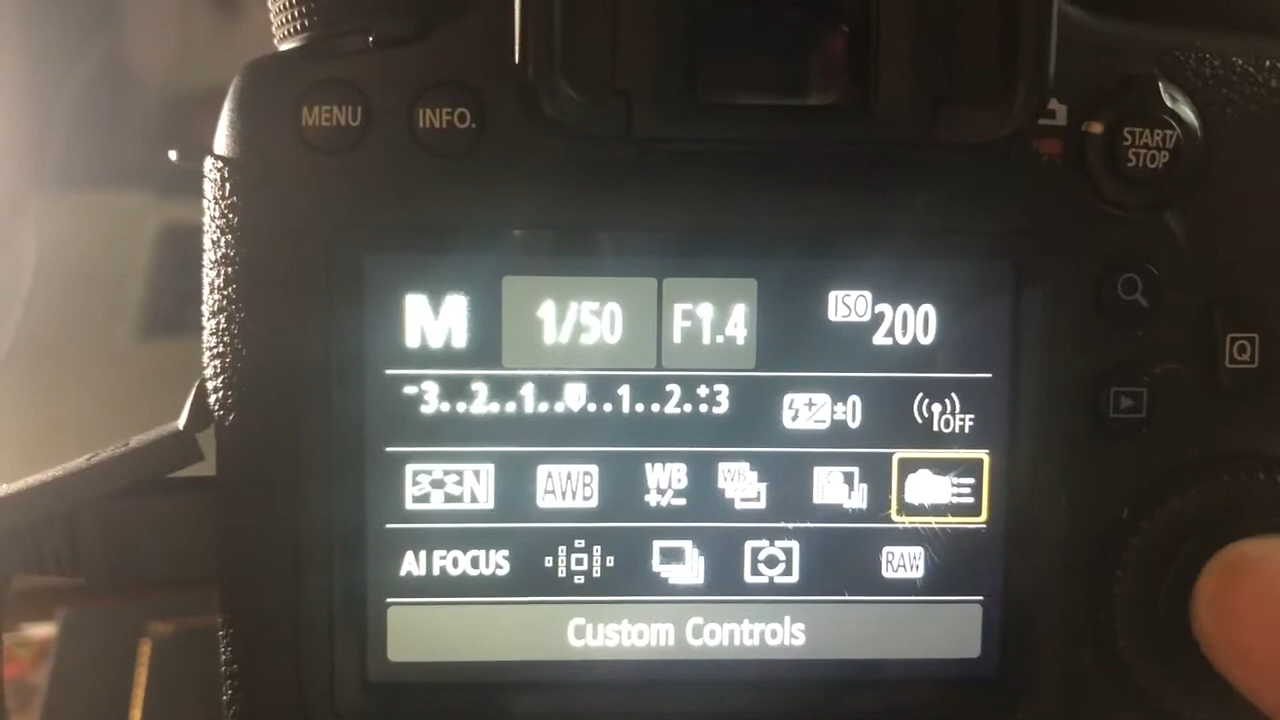 MENU INFO.
START/
STOP
M 1/50 F1.4 ISO 200
-3..2..1....1..2.:+3 ±0 OFF
N AWB WB +/- WB
AI FOCUS RAW
Custom Controls
Q